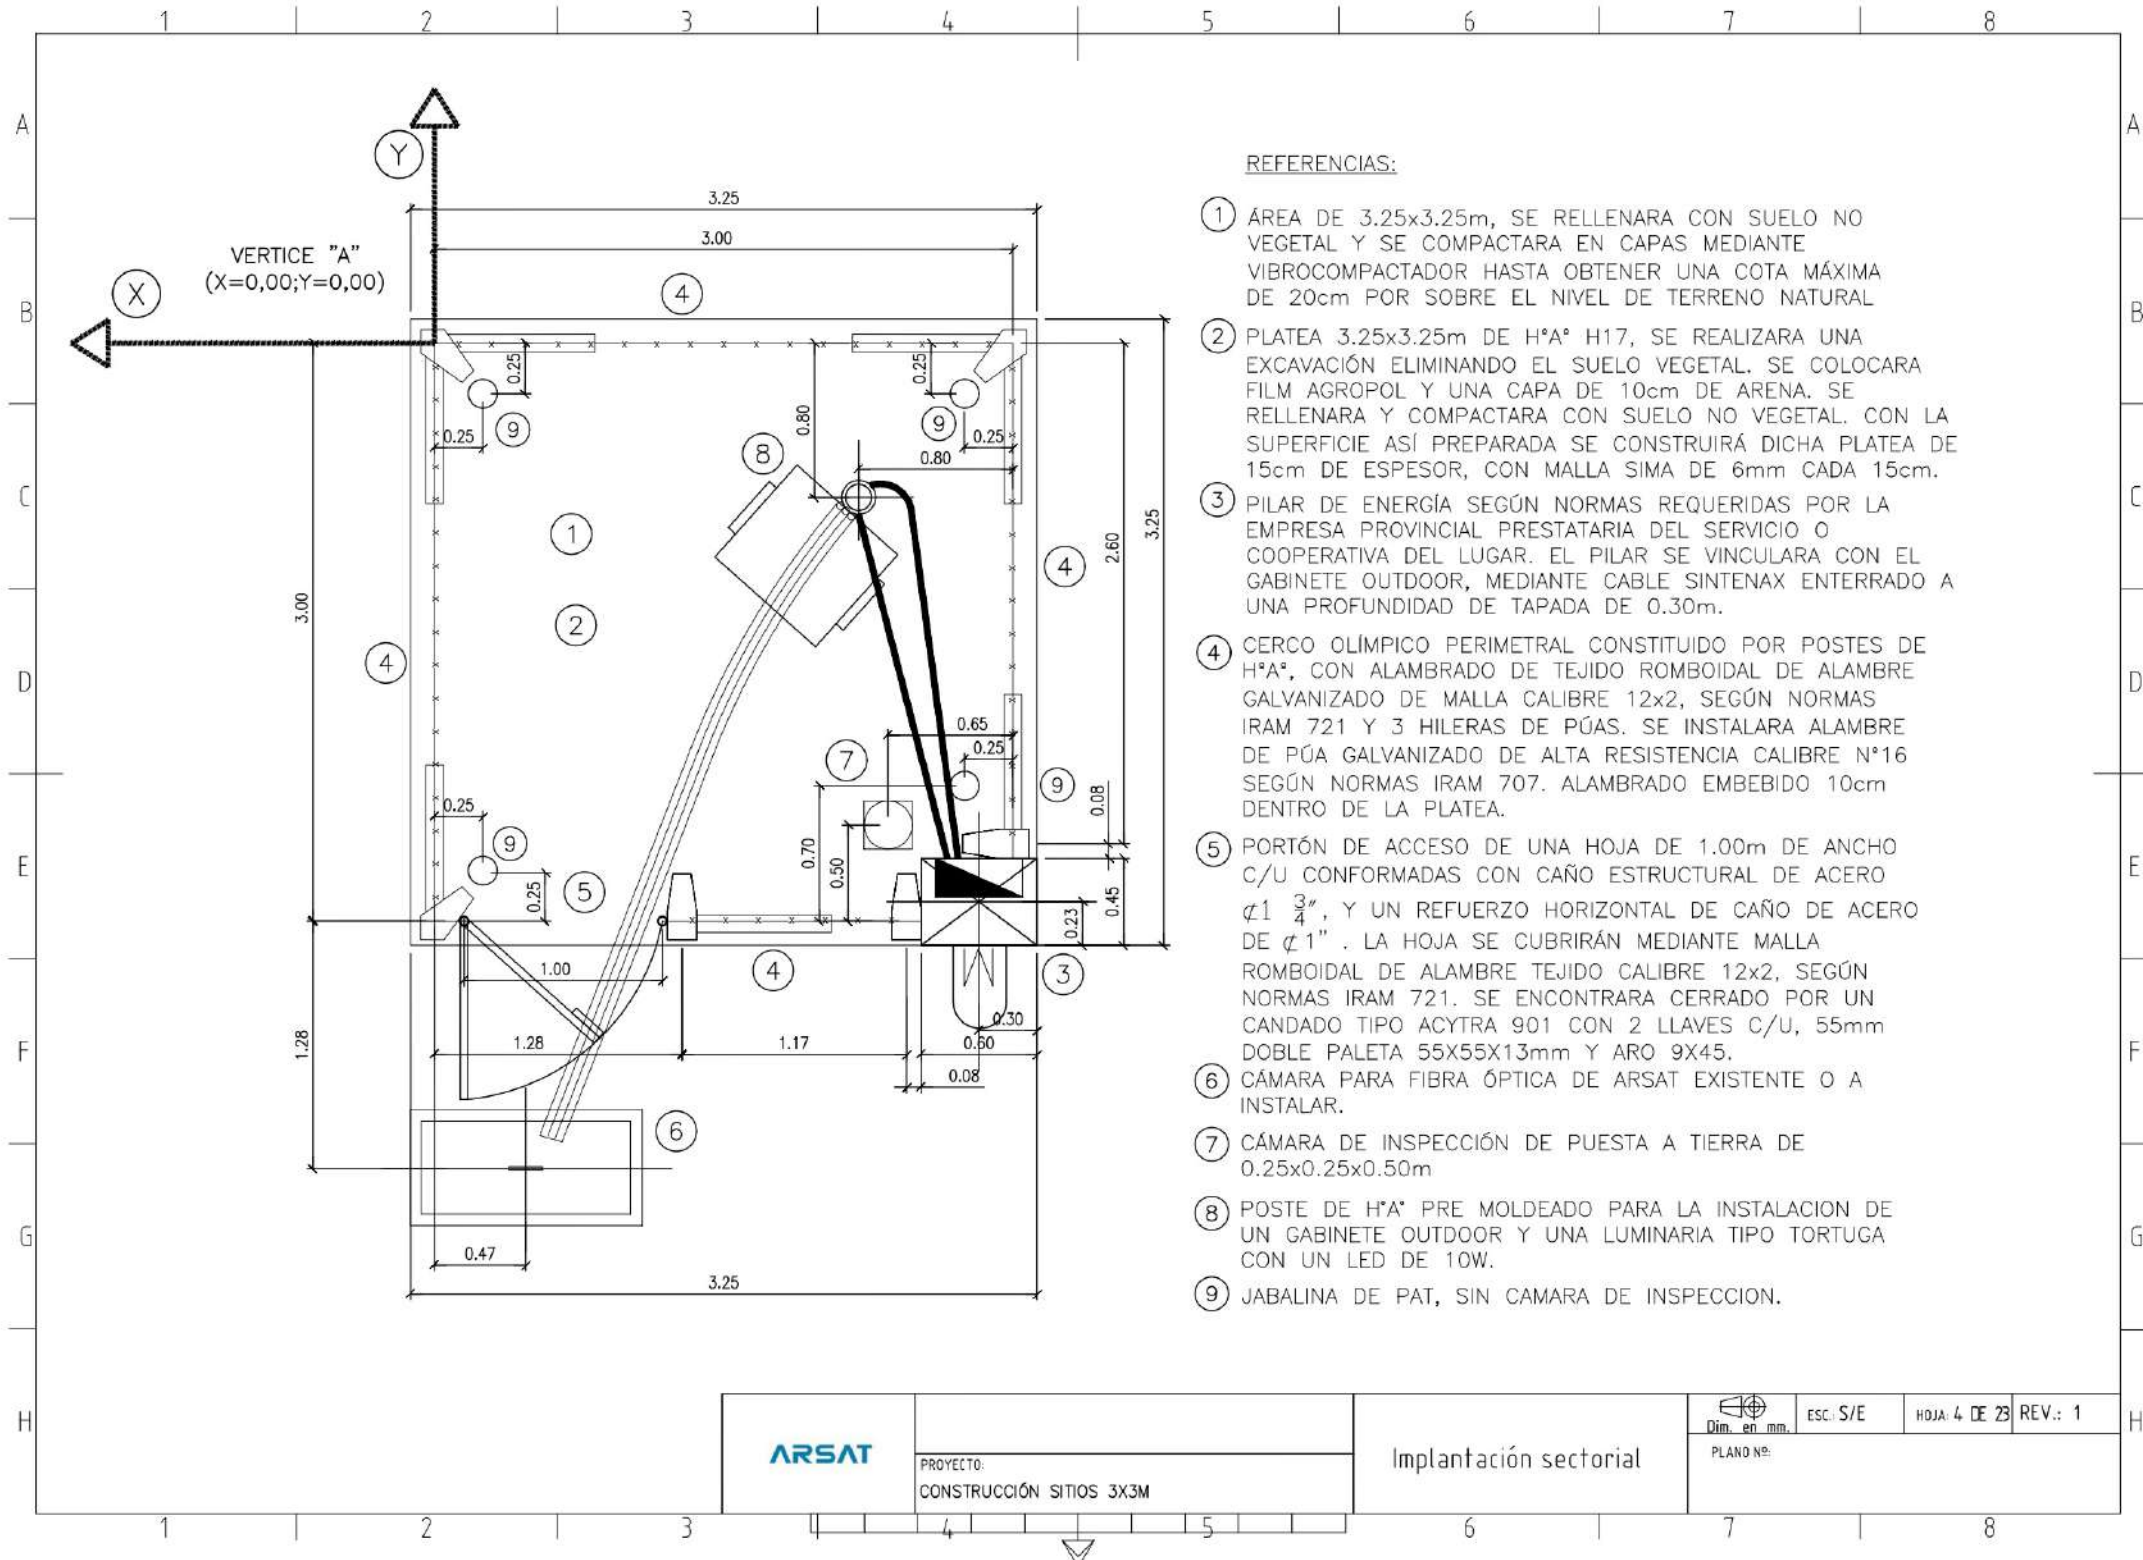 1 2 3 4 5 6 7 8
A A
B B
C C
D D
E E
F F
G G
H H
Y
X
VERTICE "A"
(X=0,00;Y=0,00)
3.25
3.00
4
0.25
0.25
0.25
9
0.80
9
0.25
8
0.80
1
2.60
3.25
4
3.00
2
4
0.65
7
0.25
9
0.08
0.25
9
0.70
0.50
5
0.25
0.45
0.23
1.00
4
3
0.30
1.28
1.28
1.17
0.60
0.08
6
0.47
3.25
REFERENCIAS:
1 ÁREA DE 3.25x3.25m, SE RELLENARA CON SUELO NO
VEGETAL Y SE COMPACTARA EN CAPAS MEDIANTE
VIBROCOMPACTADOR HASTA OBTENER UNA COTA MÁXIMA
DE 20cm POR SOBRE EL NIVEL DE TERRENO NATURAL
2 PLATEA 3.25x3.25m DE H°A° H17, SE REALIZARA UNA
EXCAVACIÓN ELIMINANDO EL SUELO VEGETAL. SE COLOCARA
FILM AGROPOL Y UNA CAPA DE 10cm DE ARENA. SE
RELLENARA Y COMPACTARA CON SUELO NO VEGETAL. CON LA
SUPERFICIE ASÍ PREPARADA SE CONSTRUIRÁ DICHA PLATEA DE
15cm DE ESPESOR, CON MALLA SIMA DE 6mm CADA 15cm.
3 PILAR DE ENERGÍA SEGÚN NORMAS REQUERIDAS POR LA
EMPRESA PROVINCIAL PRESTATARIA DEL SERVICIO O
COOPERATIVA DEL LUGAR. EL PILAR SE VINCULARA CON EL
GABINETE OUTDOOR, MEDIANTE CABLE SINTENAX ENTERRADO A
UNA PROFUNDIDAD DE TAPADA DE 0.30m.
4 CERCO OLÍMPICO PERIMETRAL CONSTITUIDO POR POSTES DE
H°A°, CON ALAMBRADO DE TEJIDO ROMBOIDAL DE ALAMBRE
GALVANIZADO DE MALLA CALIBRE 12x2, SEGÚN NORMAS
IRAM 721 Y 3 HILERAS DE PÚAS. SE INSTALARA ALAMBRE
DE PÚA GALVANIZADO DE ALTA RESISTENCIA CALIBRE N°16
SEGÚN NORMAS IRAM 707. ALAMBRADO EMBEBIDO 10cm
DENTRO DE LA PLATEA.
5 PORTÓN DE ACCESO DE UNA HOJA DE 1.00m DE ANCHO
C/U CONFORMADAS CON CAÑO ESTRUCTURAL DE ACERO
⌀1 3/4", Y UN REFUERZO HORIZONTAL DE CAÑO DE ACERO
DE ⌀1" . LA HOJA SE CUBRIRÁN MEDIANTE MALLA
ROMBOIDAL DE ALAMBRE TEJIDO CALIBRE 12x2, SEGÚN
NORMAS IRAM 721. SE ENCONTRARA CERRADO POR UN
CANDADO TIPO ACYTRA 901 CON 2 LLAVES C/U, 55mm
DOBLE PALETA 55X55X13mm Y ARO 9X45.
6 CÁMARA PARA FIBRA ÓPTICA DE ARSAT EXISTENTE O A
INSTALAR.
7 CÁMARA DE INSPECCIÓN DE PUESTA A TIERRA DE
0.25x0.25x0.50m
8 POSTE DE H°A° PRE MOLDEADO PARA LA INSTALACION DE
UN GABINETE OUTDOOR Y UNA LUMINARIA TIPO TORTUGA
CON UN LED DE 10W.
9 JABALINA DE PAT, SIN CAMARA DE INSPECCION.
ARSAT
PROYECTO:
CONSTRUCCIÓN SITIOS 3X3M
Implantación sectorial
Dim. en mm.
ESC.: S/E
HOJA: 4 DE 23
REV.: 1
PLANO Nº:
1 2 3 4 5 6 7 8